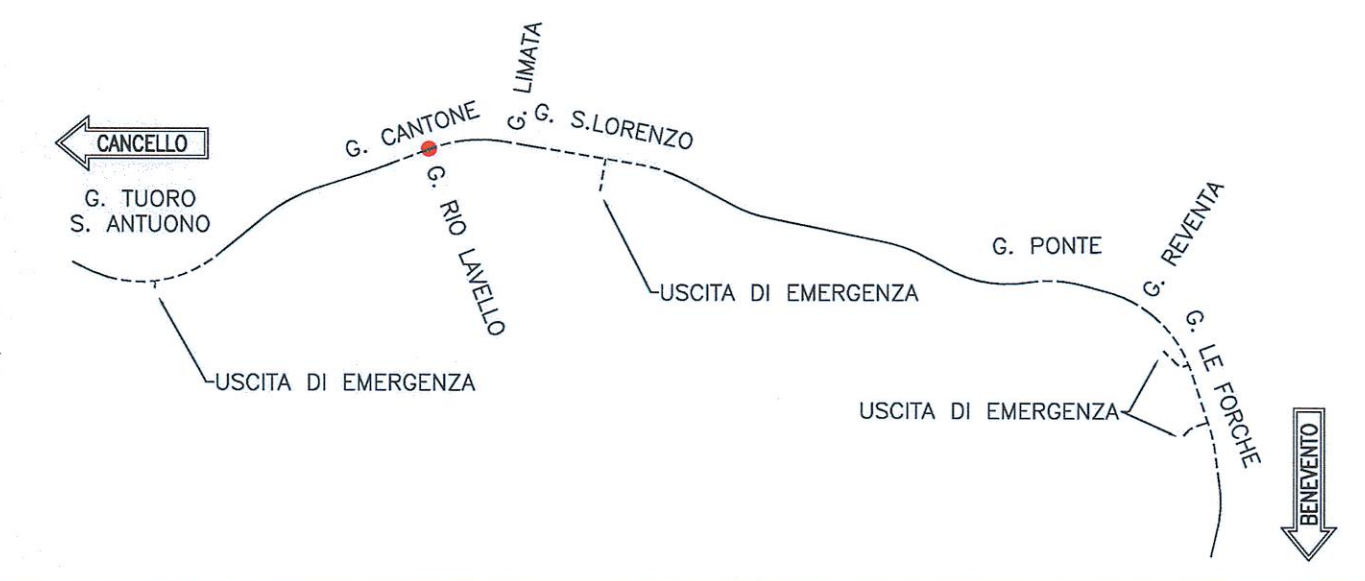 CANCELLO
G. TUORO
S. ANTUONO
G. CANTONE
G. RIO LAVELLO
G. LIMATA
G. S.LORENZO
USCITA DI EMERGENZA
USCITA DI EMERGENZA
G. PONTE
G. REVENTA
G. LE FORCHE
USCITA DI EMERGENZA
BENEVENTO